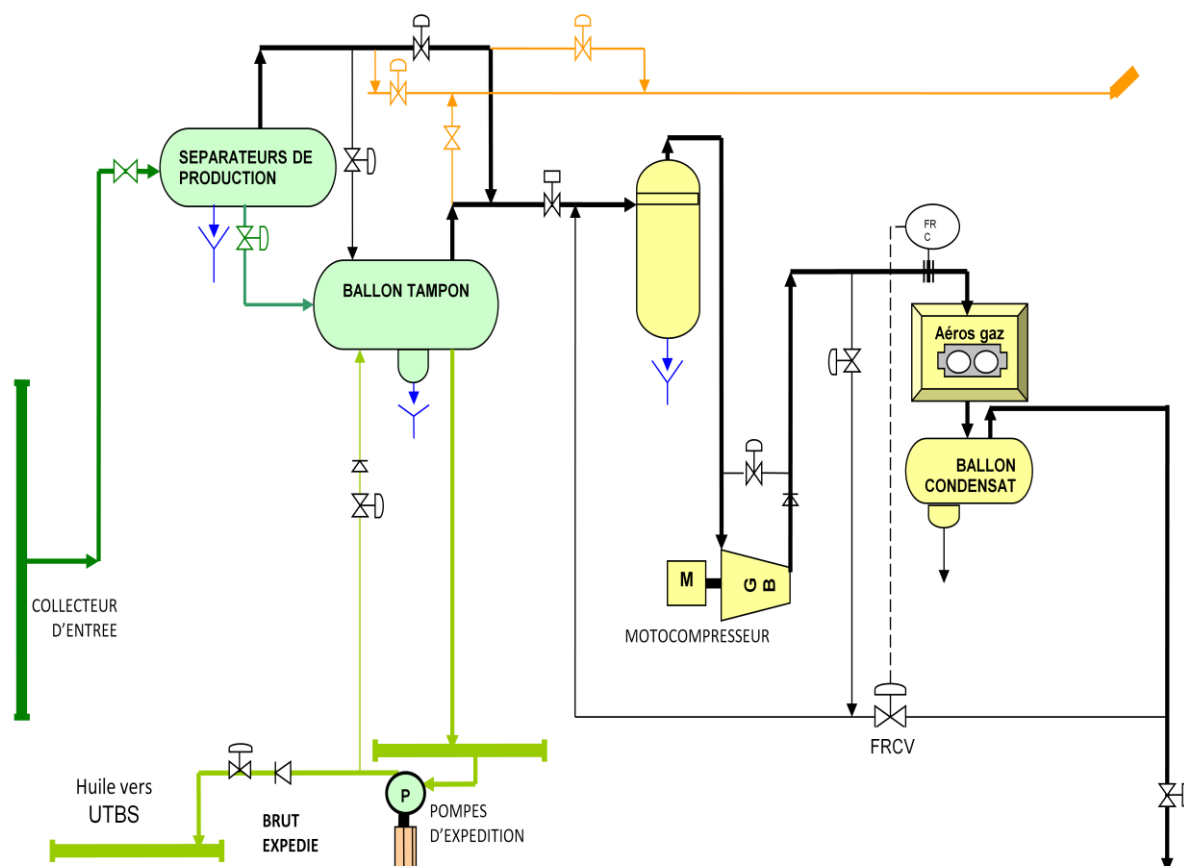 SEPARATEURS DE
PRODUCTION
BALLON TAMPON
FR
C
Aéros gaz
BALLON
CONDENSAT
COLLECTEUR
D'ENTREE
M
G
B
MOTOCOMPRESSEUR
FRCV
Huile vers
UTBS
BRUT
EXPEDIE
P
POMPES
D'EXPEDITION